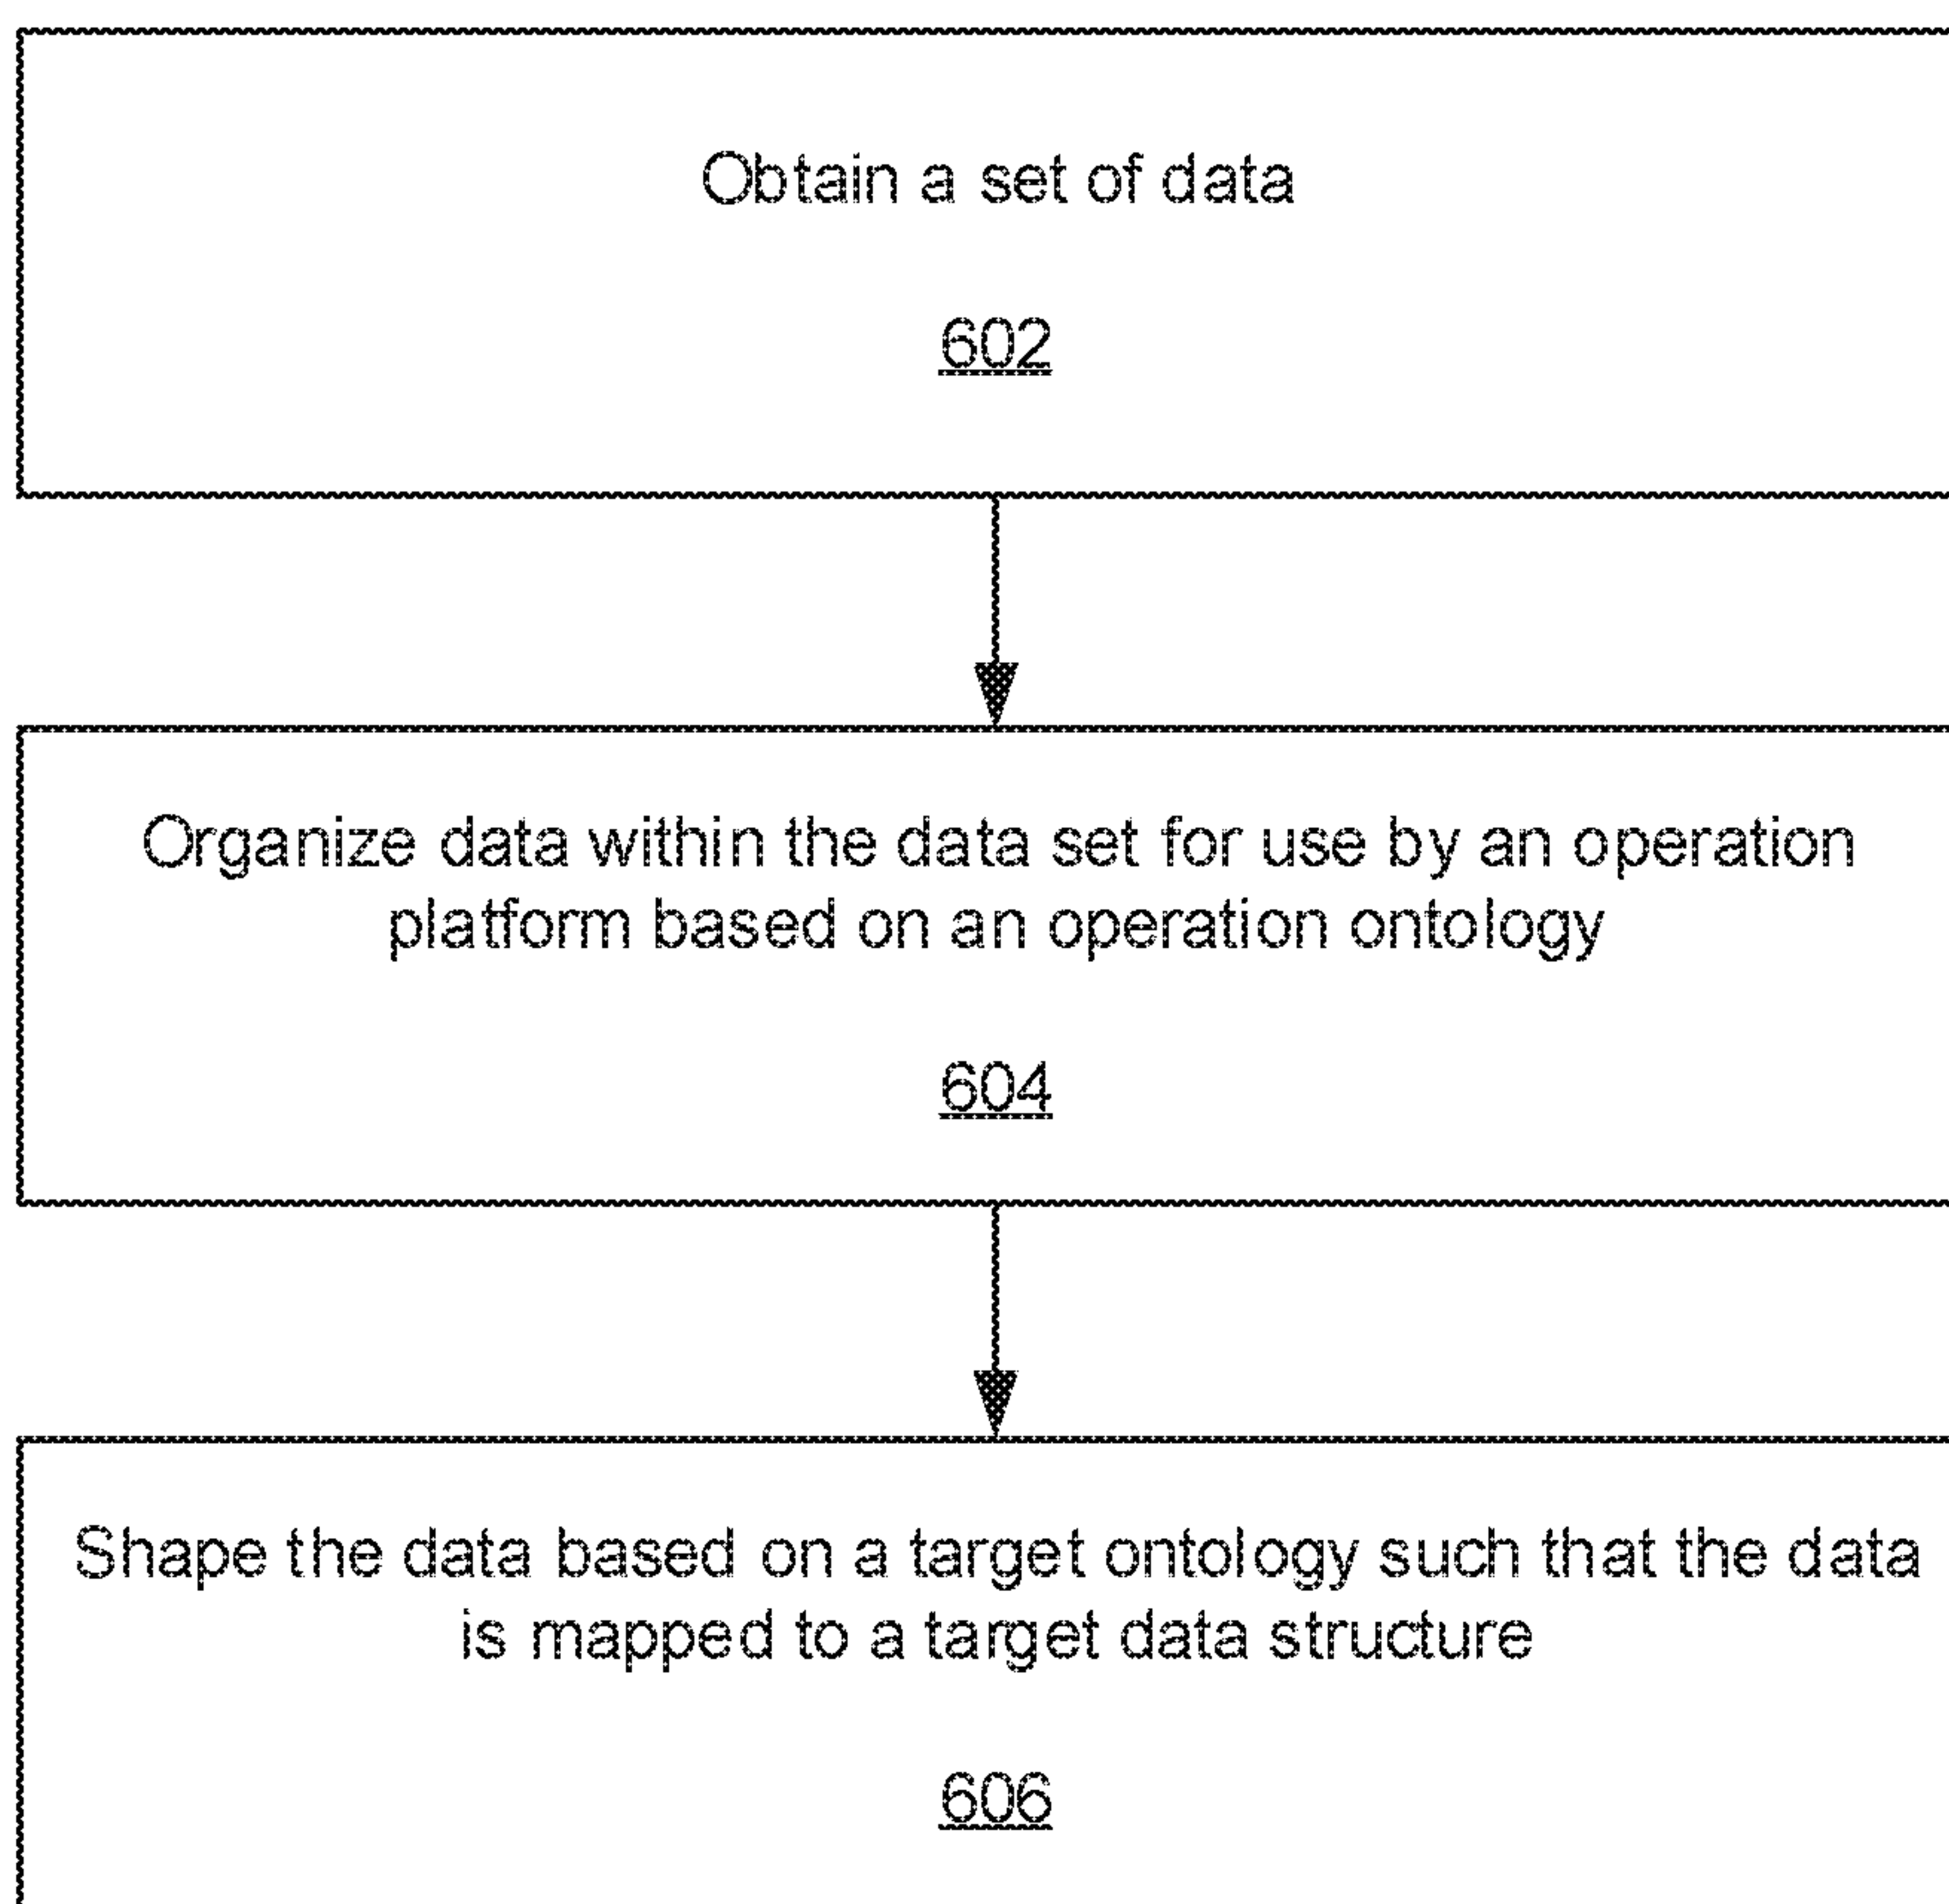 Obtain a set of data
602
Organize data within the data set for use by an operation
platform based on an operation ontology
604
Shape the data based on a target ontology such that the data
is mapped to a target data structure
606